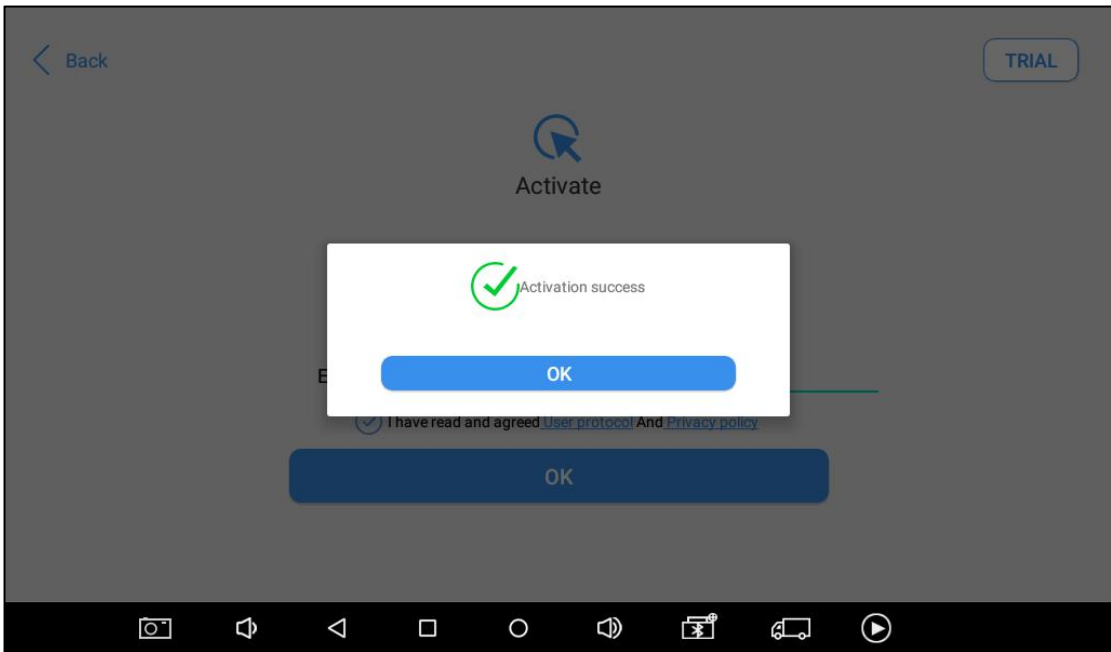 Back
TRIAL
Activate
Activation success
OK
E
I have read and agreed User protocol And Privacy policy
OK